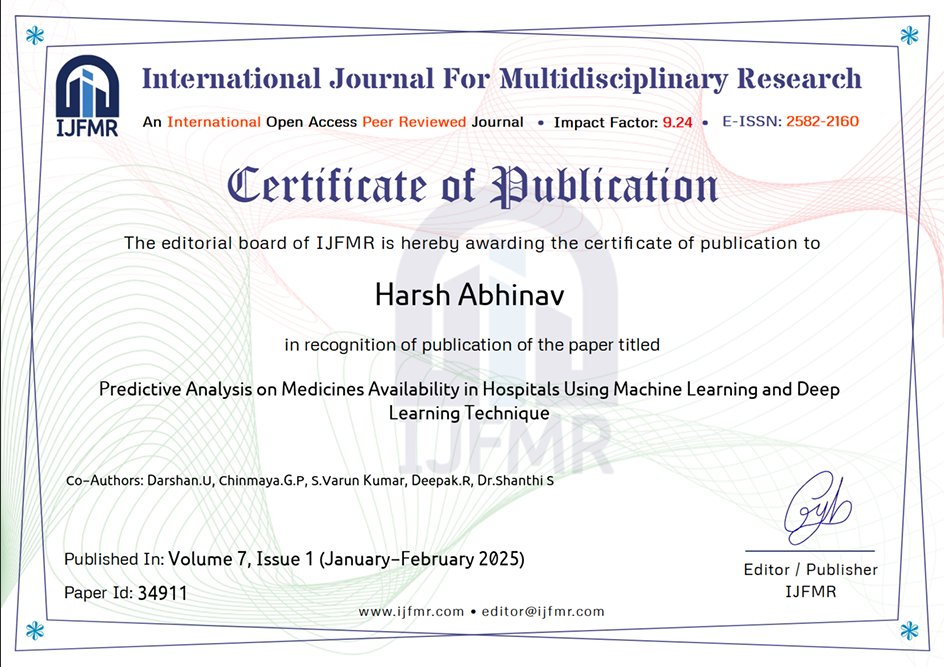 International Journal For Multidisciplinary Research
IJFMR
An International Open Access Peer Reviewed Journal • Impact Factor: 9.24 • E-ISSN: 2582-2160
Certificate of Publication
The editorial board of IJFMR is hereby awarding the certificate of publication to
Harsh Abhinav
in recognition of publication of the paper titled
Predictive Analysis on Medicines Availability in Hospitals Using Machine Learning and Deep
Learning Technique
IJFMR
Co-Authors: Darshan.U, Chinmaya.G.P, S.Varun Kumar, Deepak.R, Dr.Shanthi S
Published In: Volume 7, Issue 1 (January-February 2025)
Editor / Publisher
IJFMR
Paper Id: 34911
www.ijfmr.com • editor@ijfmr.com